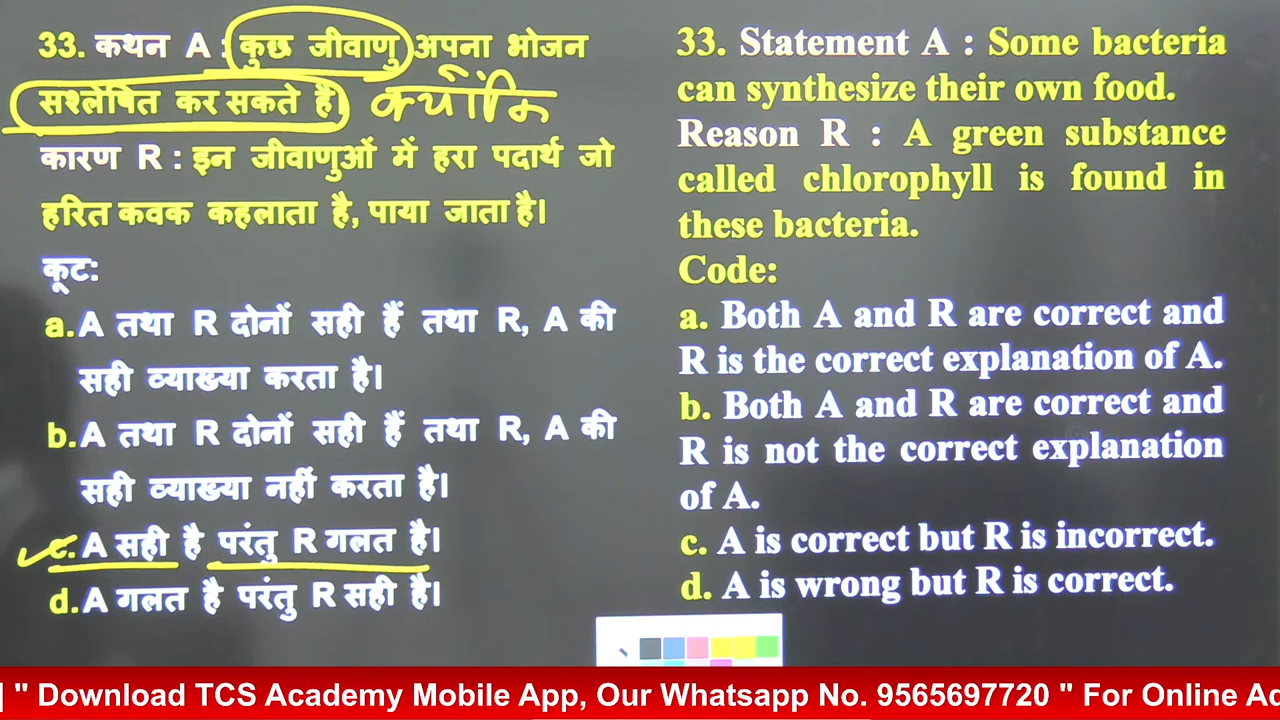 33. कथन A : कुछ जीवाणु अपना भोजन
संश्लेषित कर सकते हैं। क्योंकि
कारण R : इन जीवाणुओं में हरा पदार्थ जो
हरित कवक कहलाता है, पाया जाता है।
कूट:
a. A तथा R दोनों सही हैं तथा R, A की
सही व्याख्या करता है।
b. A तथा R दोनों सही हैं तथा R, A की
सही व्याख्या नहीं करता है।
c. A सही है परंतु R गलत है।
d. A गलत है परंतु R सही है।
33. Statement A : Some bacteria
can synthesize their own food.
Reason R : A green substance
called chlorophyll is found in
these bacteria.
Code:
a. Both A and R are correct and
R is the correct explanation of A.
b. Both A and R are correct and
R is not the correct explanation
of A.
c. A is correct but R is incorrect.
d. A is wrong but R is correct.
" Download TCS Academy Mobile App, Our Whatsapp No. 9565697720 " For Online Ad